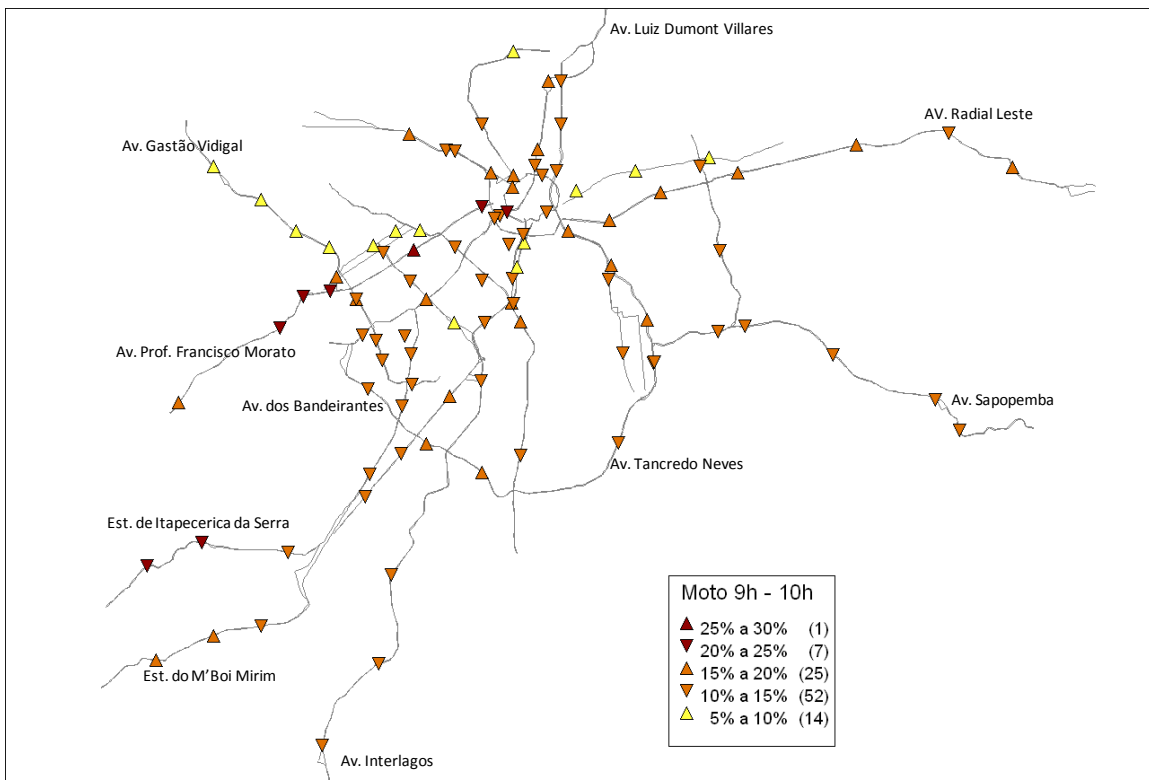 Av. Luiz Dumont Villares
AV. Radial Leste
Av. Gastão Vidigal
Av. Prof. Francisco Morato
Av. dos Bandeirantes
Av. Sapopemba
Av. Tancredo Neves
Est. de Itapecerica da Serra
Moto 9h - 10h
25% a 30% (1)
20% a 25% (7)
15% a 20% (25)
10% a 15% (52)
5% a 10% (14)
Est. do M'Boi Mirim
Av. Interlagos